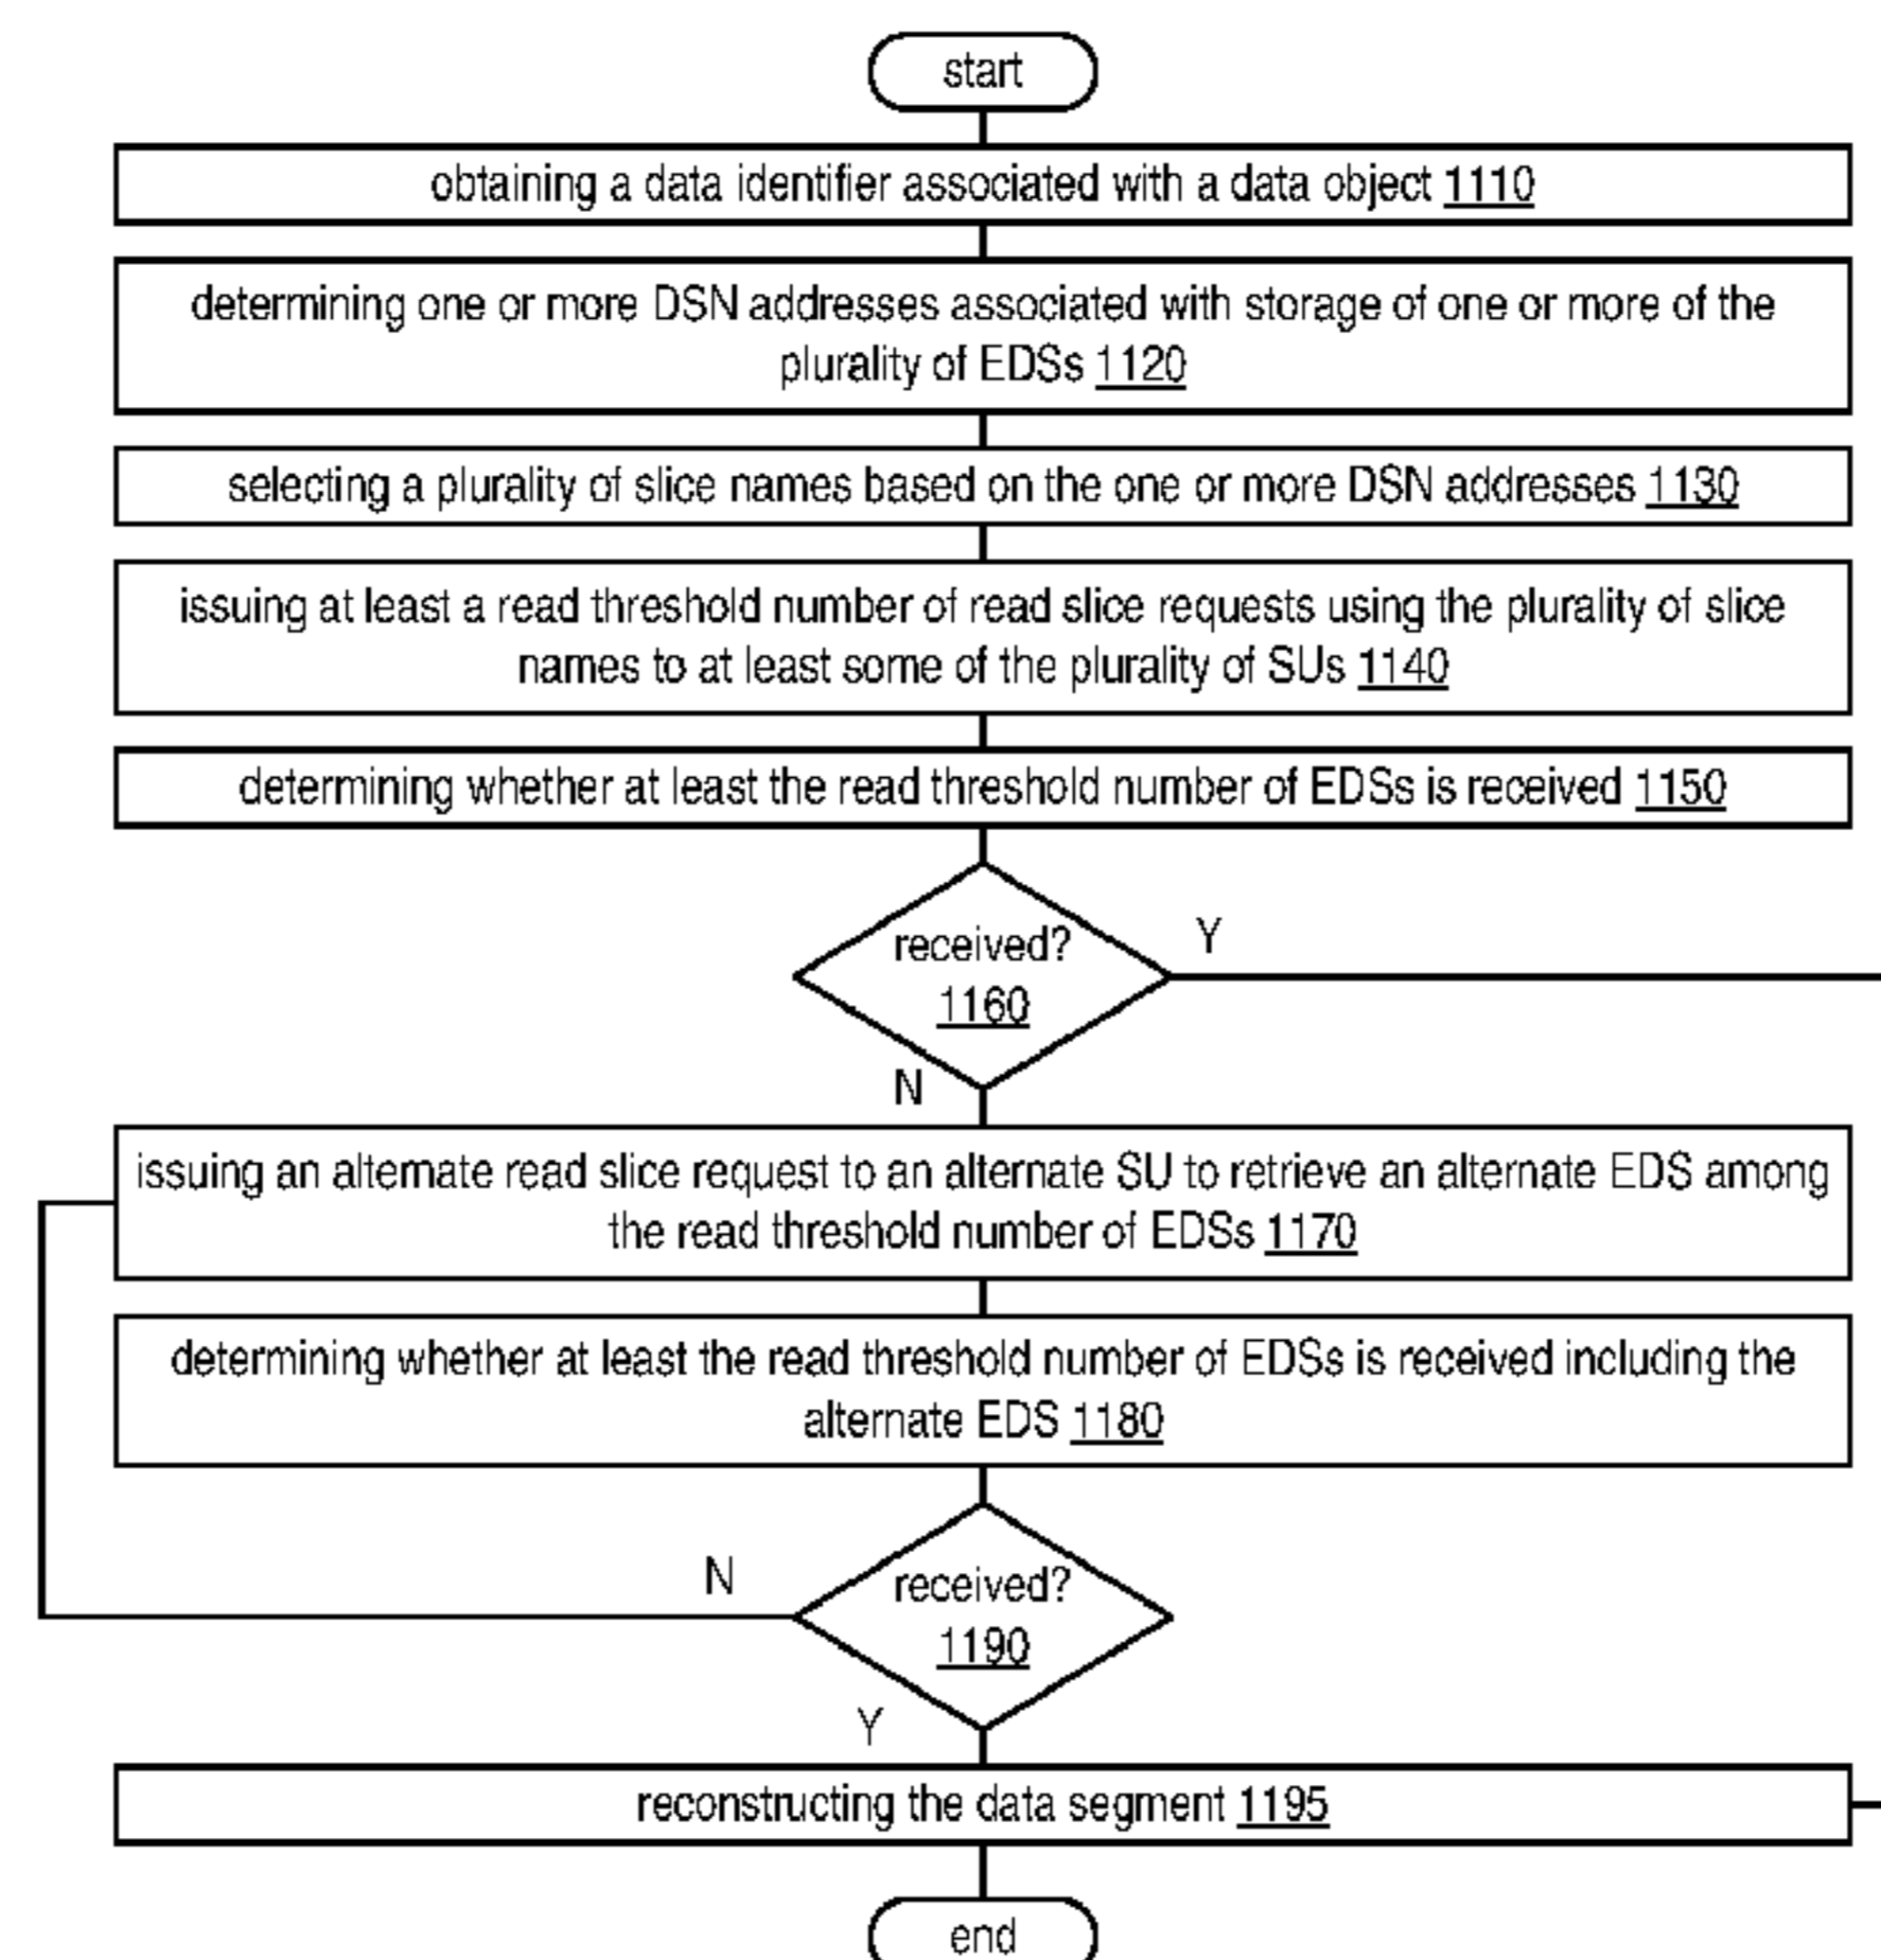 start
obtaining a data identifier associated with a data object 1110
determining one or more DSN addresses associated with storage of one or more of the
plurality of EDSs 1120
selecting a plurality of slice names based on the one or more DSN addresses 1130
issuing at least a read threshold number of read slice requests using the plurality of slice
names to at least some of the plurality of SUs 1140
determining whether at least the read threshold number of EDSs is received 1150
Y
received?
1160
N
issuing an alternate read slice request to an alternate SU to retrieve an alternate EDS among
the read threshold number of EDSs 1170
determining whether at least the read threshold number of EDSs is received including the
alternate EDS 1180
N
received?
1190
Y
reconstructing the data segment 1195
end